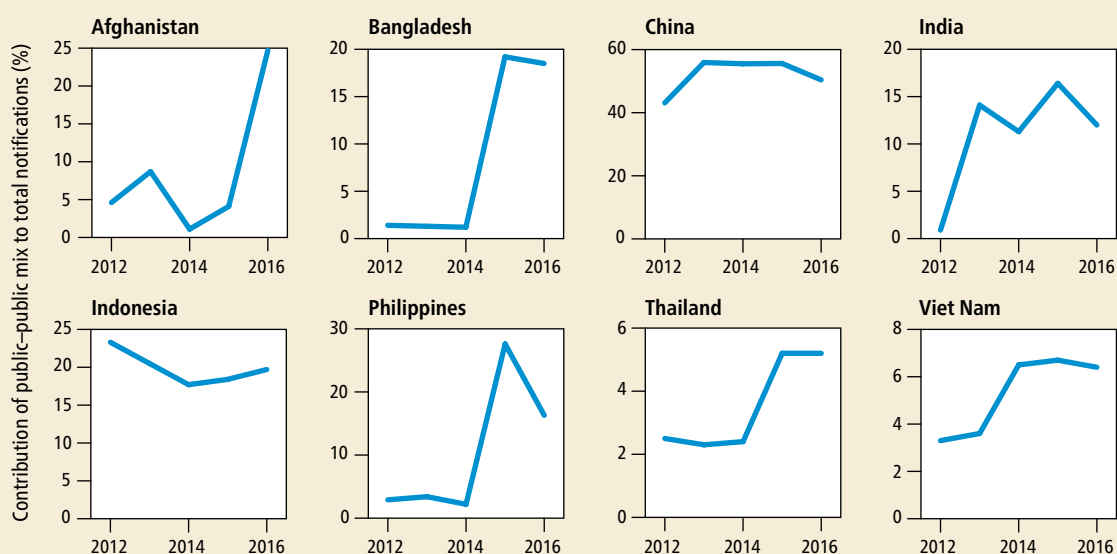 Contribution of public–public mix to total notifications (%)
Afghanistan
25
20
15
10
5
0
2012 2014 2016
Bangladesh
20
15
10
5
0
2012 2014 2016
China
60
40
20
0
2012 2014 2016
India
20
15
10
5
0
2012 2014 2016
Indonesia
25
20
15
10
5
0
2012 2014 2016
Philippines
30
20
10
0
2012 2014 2016
Thailand
6
4
2
0
2012 2014 2016
Viet Nam
8
6
4
2
0
2012 2014 2016